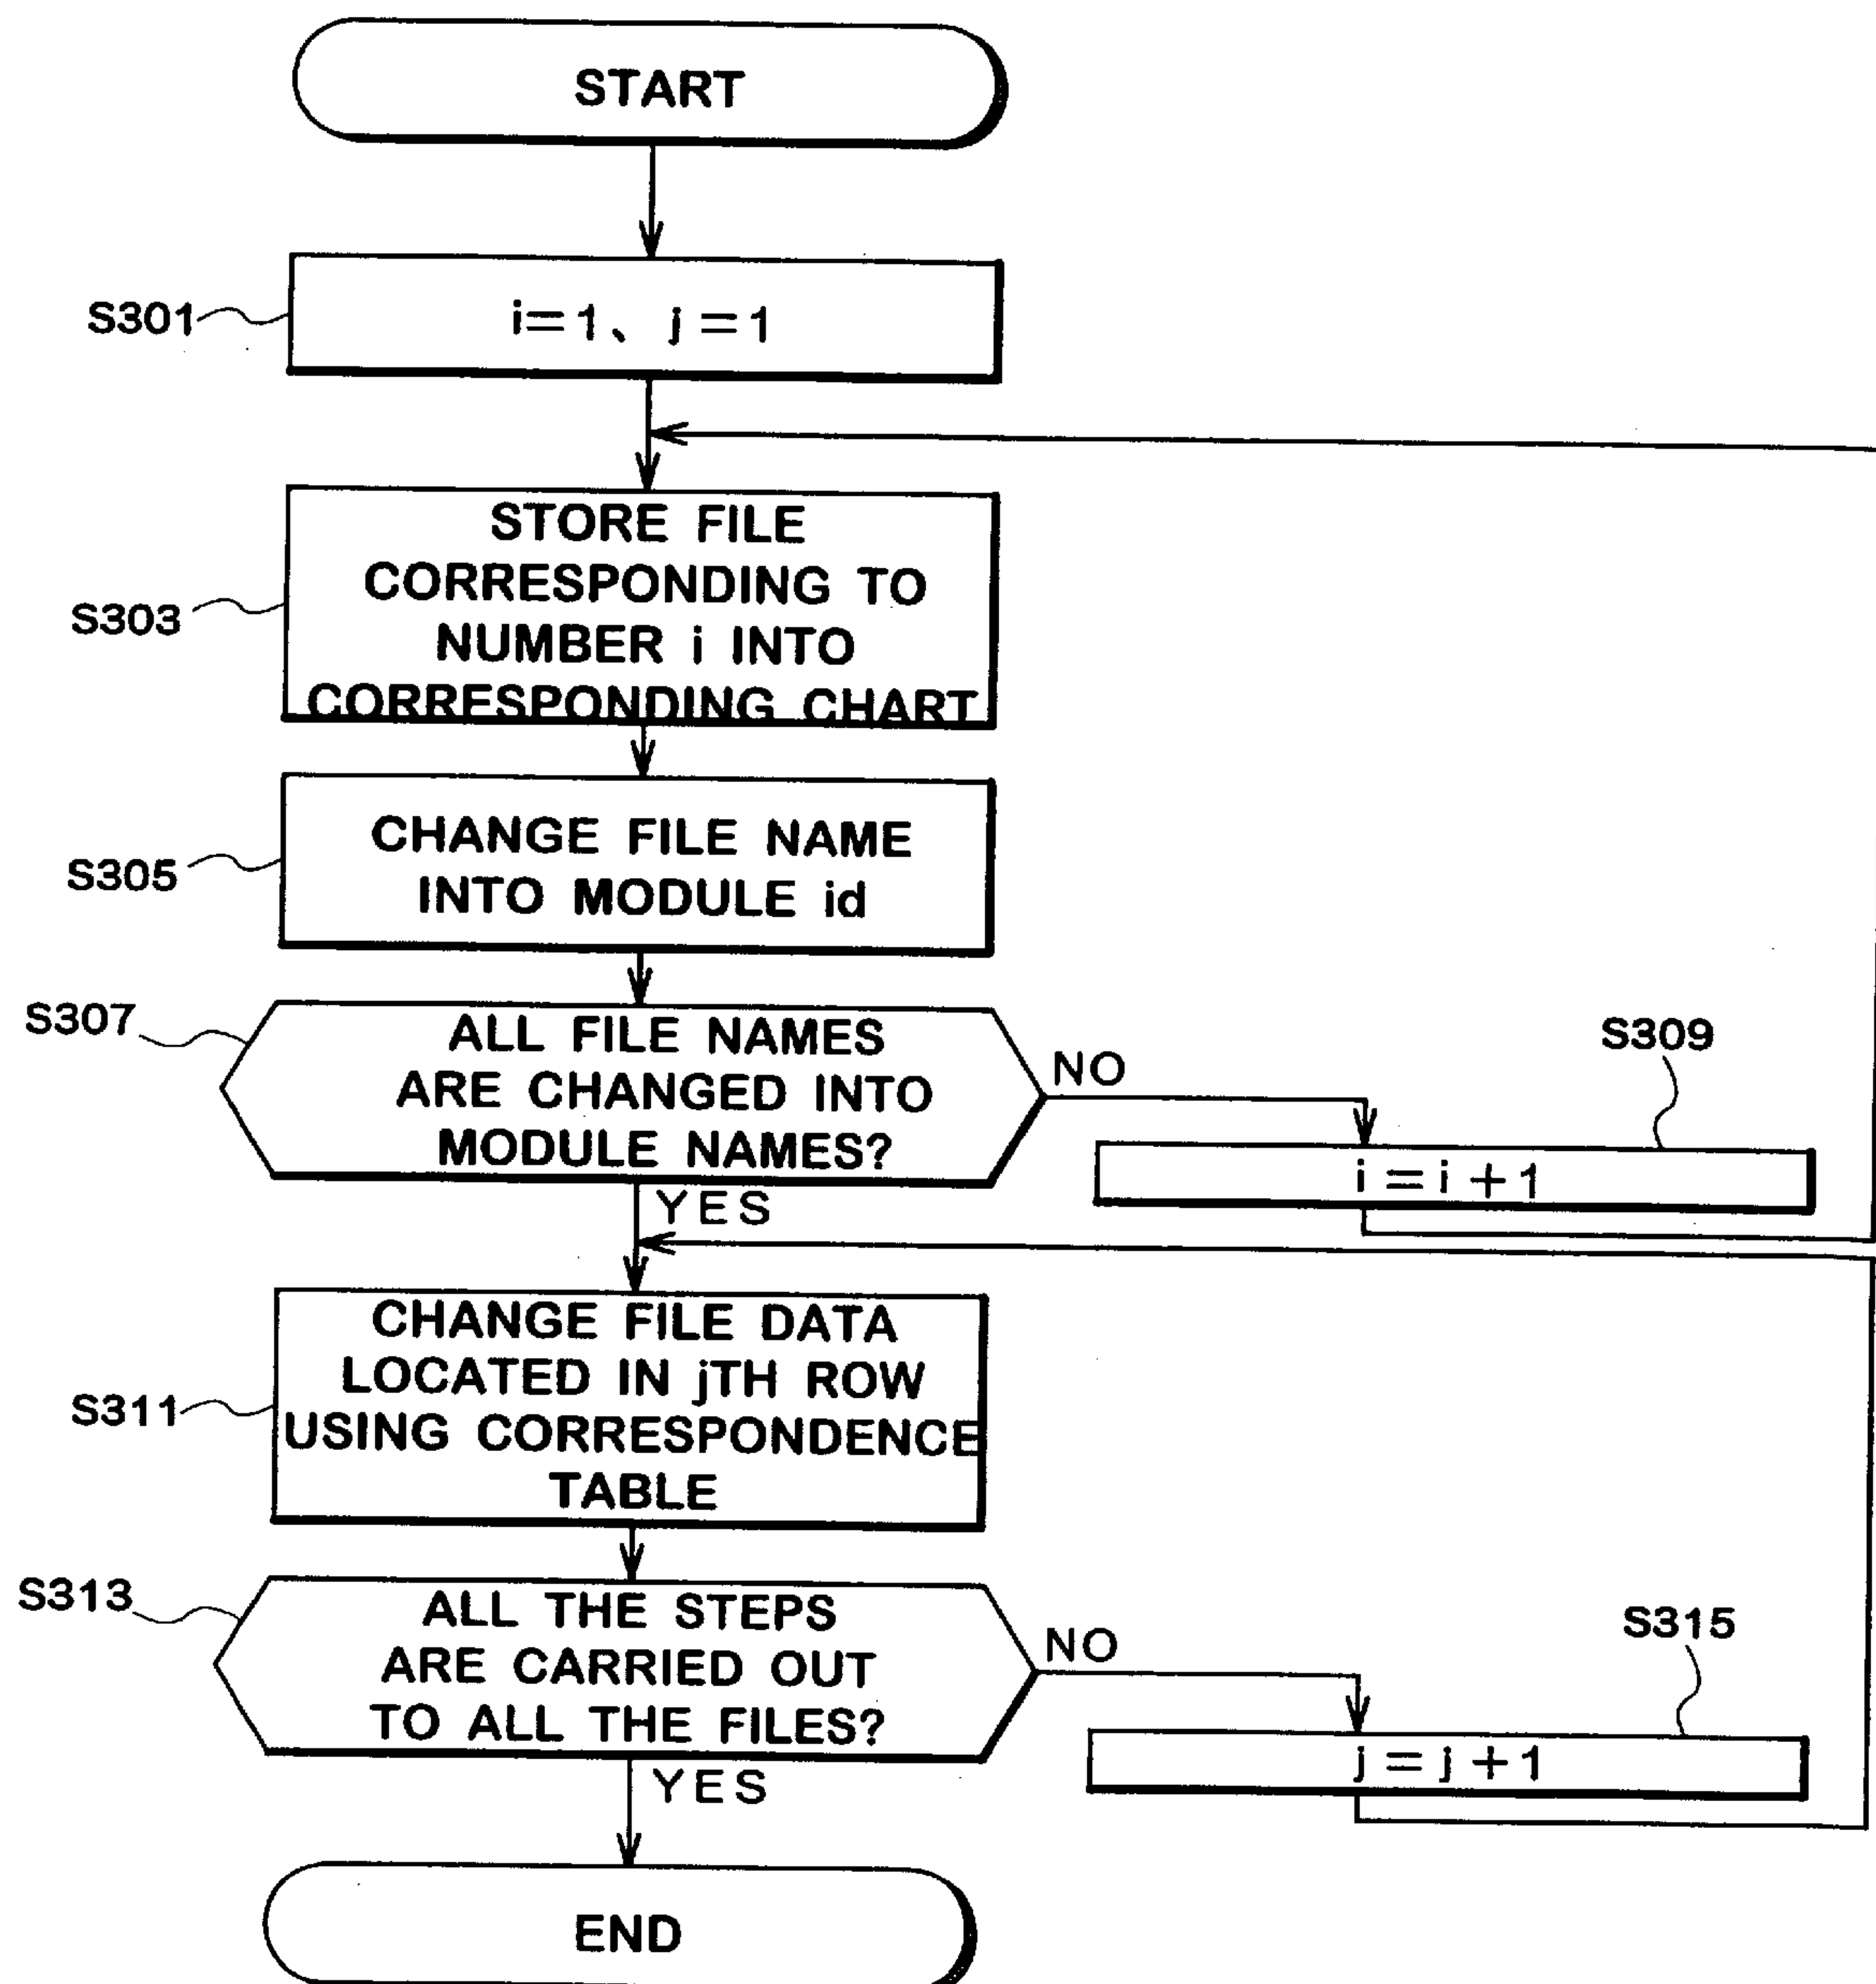 START
S301
i=1、 j=1
S303
STORE FILE
CORRESPONDING TO
NUMBER i INTO
CORRESPONDING CHART
S305
CHANGE FILE NAME
INTO MODULE id
S307
ALL FILE NAMES
ARE CHANGED INTO
MODULE NAMES?
NO
S309
i=i+1
YES
S311
CHANGE FILE DATA
LOCATED IN jTH ROW
USING CORRESPONDENCE
TABLE
S313
ALL THE STEPS
ARE CARRIED OUT
TO ALL THE FILES?
NO
S315
j=j+1
YES
END